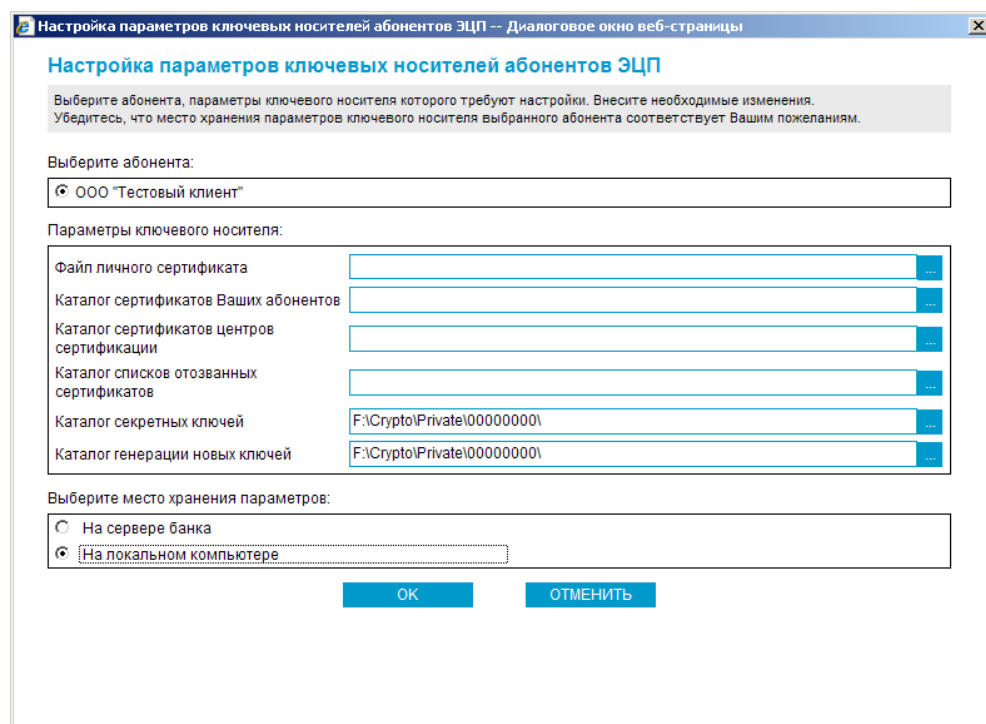 Настройка параметров ключевых носителей абонентов ЭЦП -- Диалоговое окно веб-страницы
Настройка параметров ключевых носителей абонентов ЭЦП
Выберите абонента, параметры ключевого носителя которого требуют настройки. Внесите необходимые изменения.
Убедитесь, что место хранения параметров ключевого носителя выбранного абонента соответствует Вашим пожеланиям.
Выберите абонента:
ООО "Тестовый клиент"
Параметры ключевого носителя:
Файл личного сертификата
...
Каталог сертификатов Ваших абонентов
...
Каталог сертификатов центров
сертификации
...
Каталог списков отозванных
сертификатов
...
Каталог секретных ключей
F:\Crypto\Private\00000000\
...
Каталог генерации новых ключей
F:\Crypto\Private\00000000\
...
Выберите место хранения параметров:
На сервере банка
На локальном компьютере
OK
ОТМЕНИТЬ